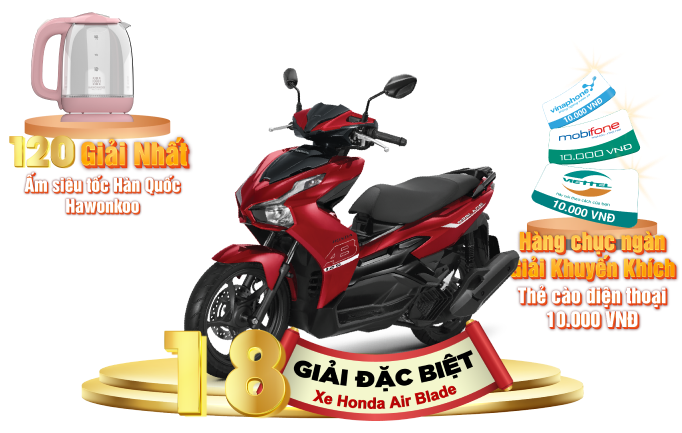 120 Giải Nhất
Ấm siêu tốc Hàn Quốc
Hawonkoo
vinaphone
10.000 VNĐ
mobifone
10.000 VNĐ
VIETTEL
10.000 VNĐ
Hàng chục ngàn
Giải Khuyến Khích
Thẻ cào điện thoại
10.000 VNĐ
18 GIẢI ĐẶC BIỆT
Xe Honda Air Blade